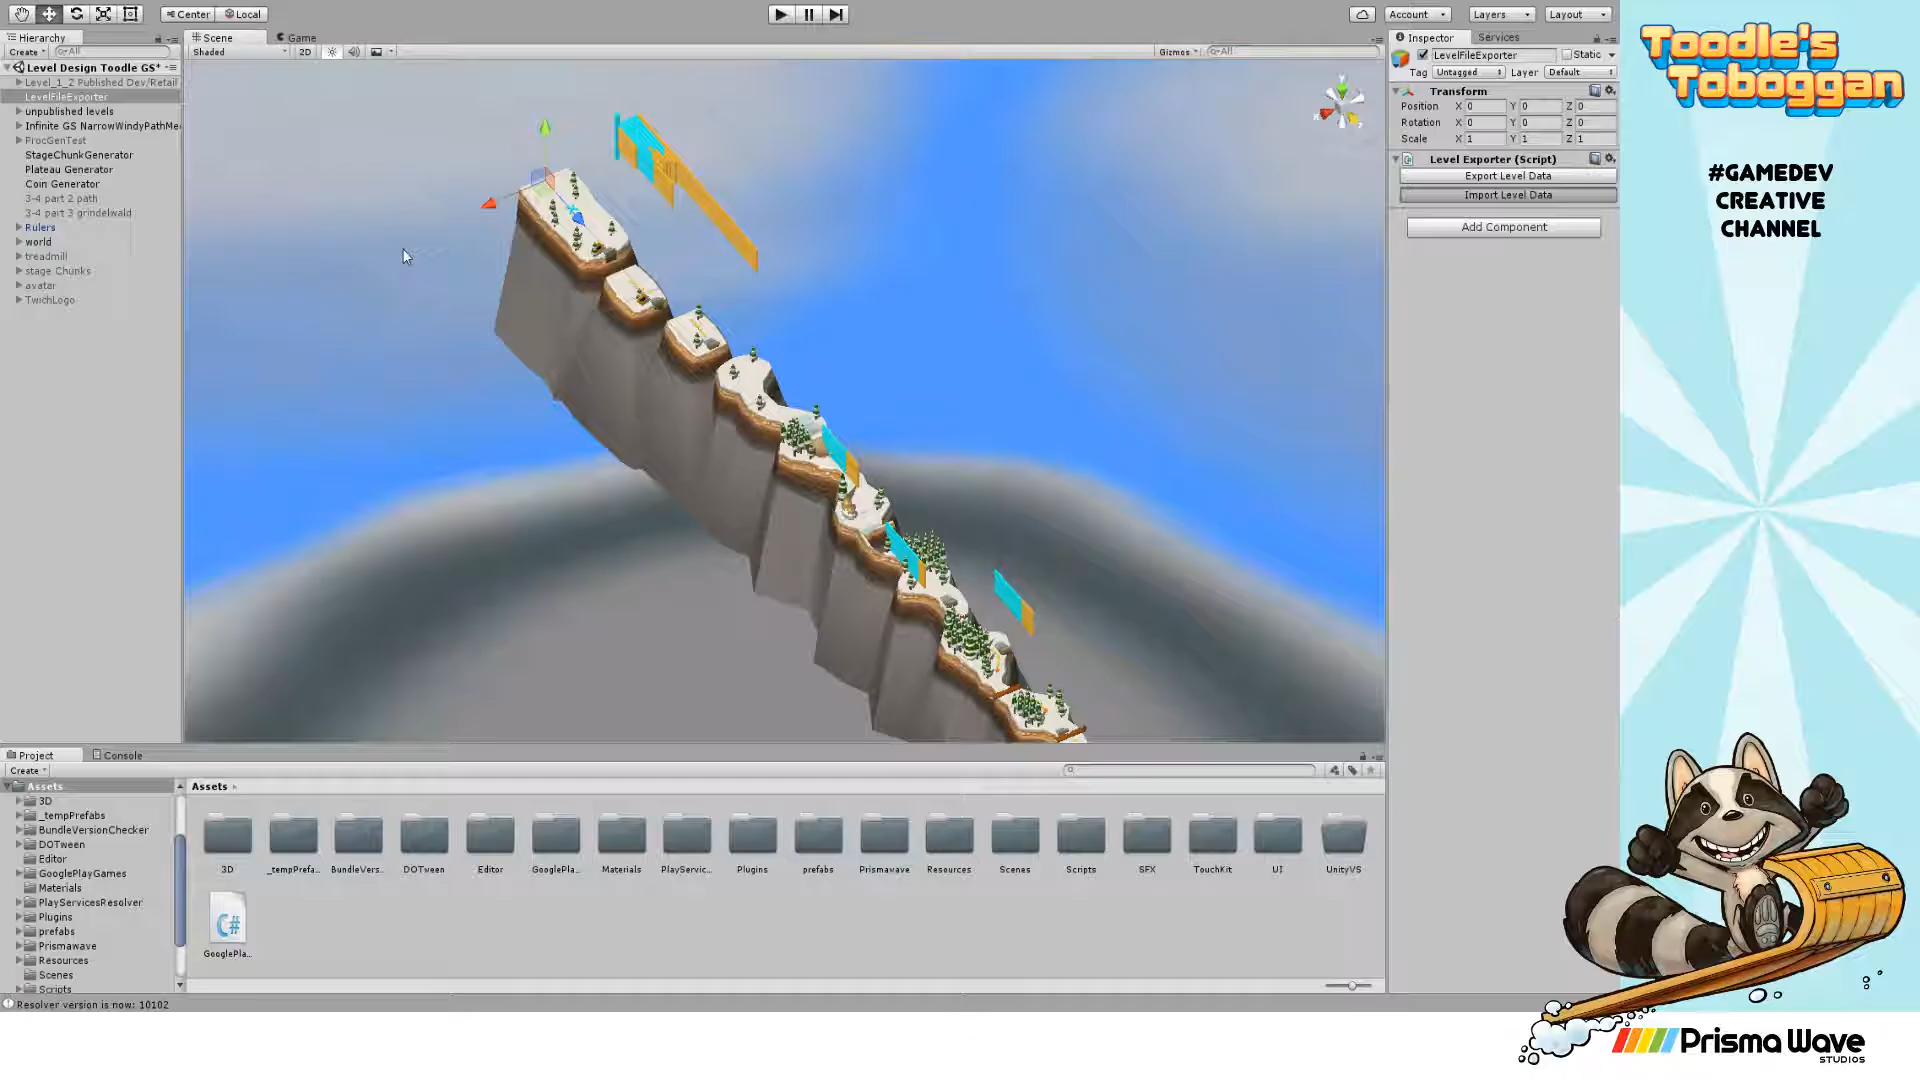 Center
Local
Account
Layers
Layout
Hierarchy
Create
All
Level Design Toodle GS*
Level_1_2 Published Dev/Retail
LevelFileExporter
unpublished levels
Infinite GS NarrowWindyPathMe
ProcGenTest
StageChunkGenerator
Plateau Generator
Coin Generator
3-4 part 2 path
3-4 part 3 grindelwald
Rulers
world
treadmill
stage Chunks
avatar
TwichLogo
Scene
Game
Shaded
2D
Gizmos
All
Inspector
Services
LevelFileExporter
Static
Tag Untagged Layer Default
Transform
Position X 0 Y 0 Z 0
Rotation X 0 Y 0 Z 0
Scale X 1 Y 1 Z 1
Level Exporter (Script)
Export Level Data
Import Level Data
Add Component
Toodle's
Toboggan
#GAMEDEV
CREATIVE
CHANNEL
Project
Console
Create
Assets
3D
_tempPrefabs
BundleVersionChecker
DOTween
Editor
GooglePlayGames
Materials
PlayServicesResolver
Plugins
prefabs
Prismawave
Resources
Scenes
Scripts
Assets
3D
_tempPrefa...
BundleVers...
DOTween
Editor
GooglePla...
Materials
PlayServic...
Plugins
prefabs
Prismawave
Resources
Scenes
Scripts
SFX
TouchKit
UI
UnityVS
C#
GooglePla...
Resolver version is now: 10102
Prisma Wave
STUDIOS